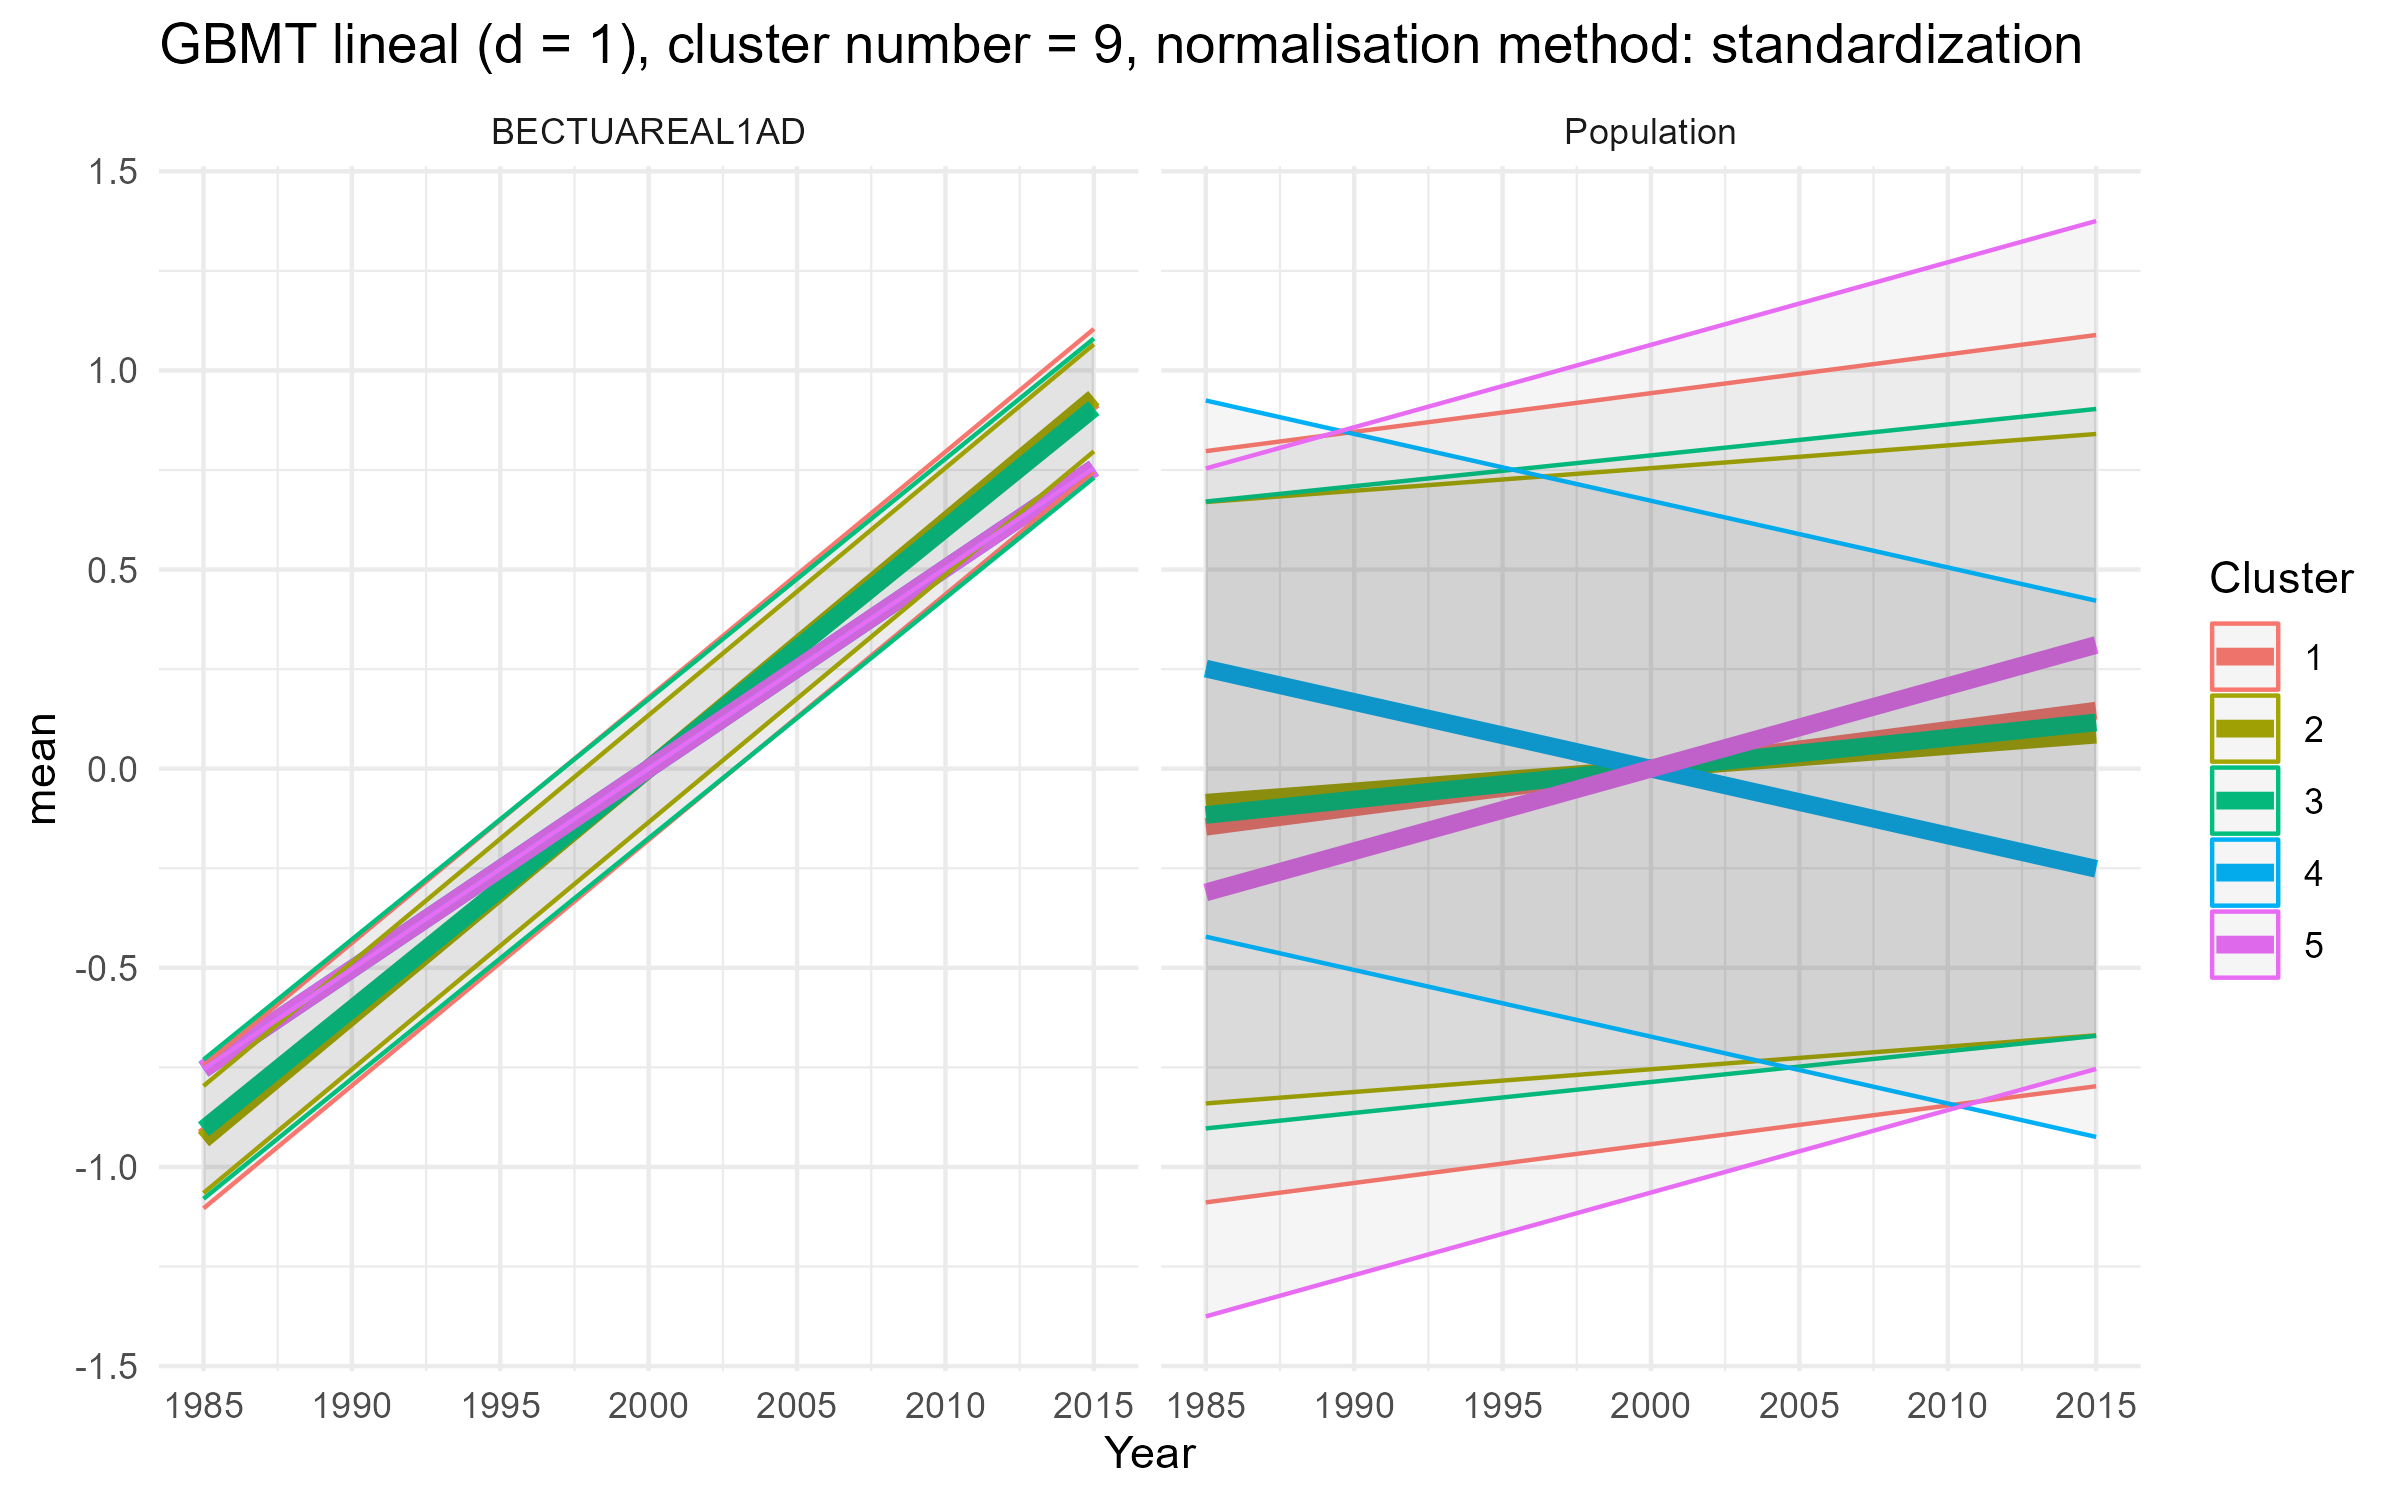 GBMT lineal (d = 1), cluster number = 9, normalisation method: standardization
BECTUAREAL1AD
Population
1.5
1.0
0.5
0.0
-0.5
-1.0
-1.5
mean
1985 1990 1995 2000 2005 2010 2015
1985 1990 1995 2000 2005 2010 2015
Year
Cluster
1
2
3
4
5